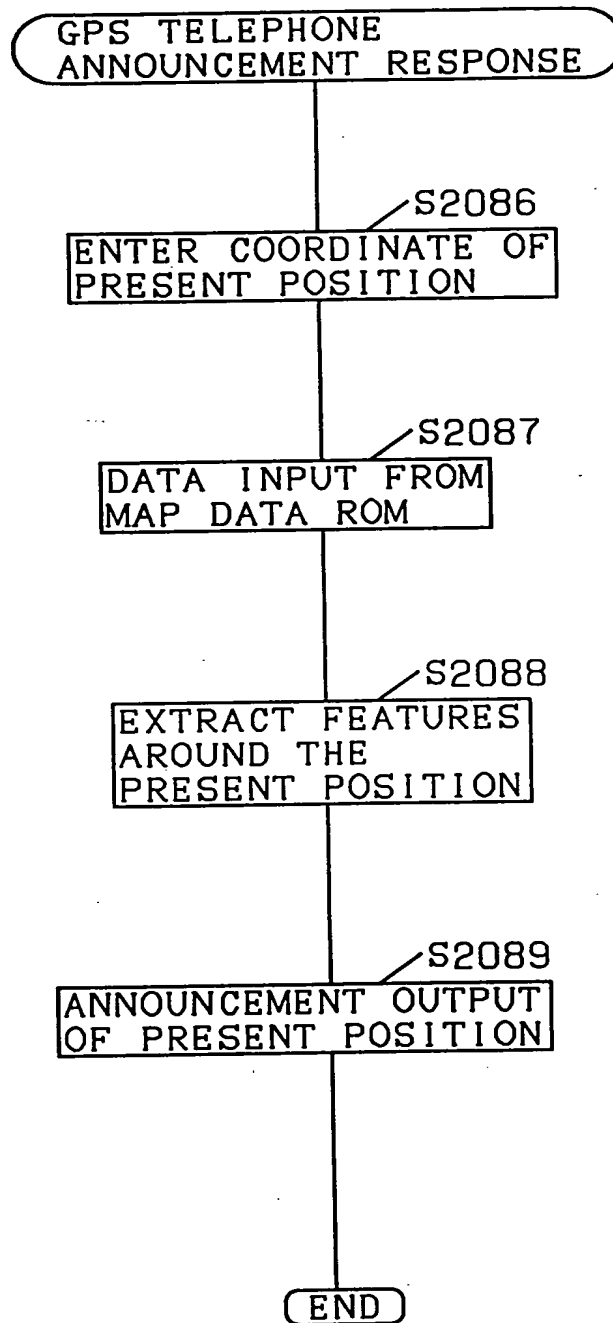 GPS TELEPHONE
ANNOUNCEMENT RESPONSE
S2086
ENTER COORDINATE OF
PRESENT POSITION
S2087
DATA INPUT FROM
MAP DATA ROM
S2088
EXTRACT FEATURES
AROUND THE
PRESENT POSITION
S2089
ANNOUNCEMENT OUTPUT
OF PRESENT POSITION
END